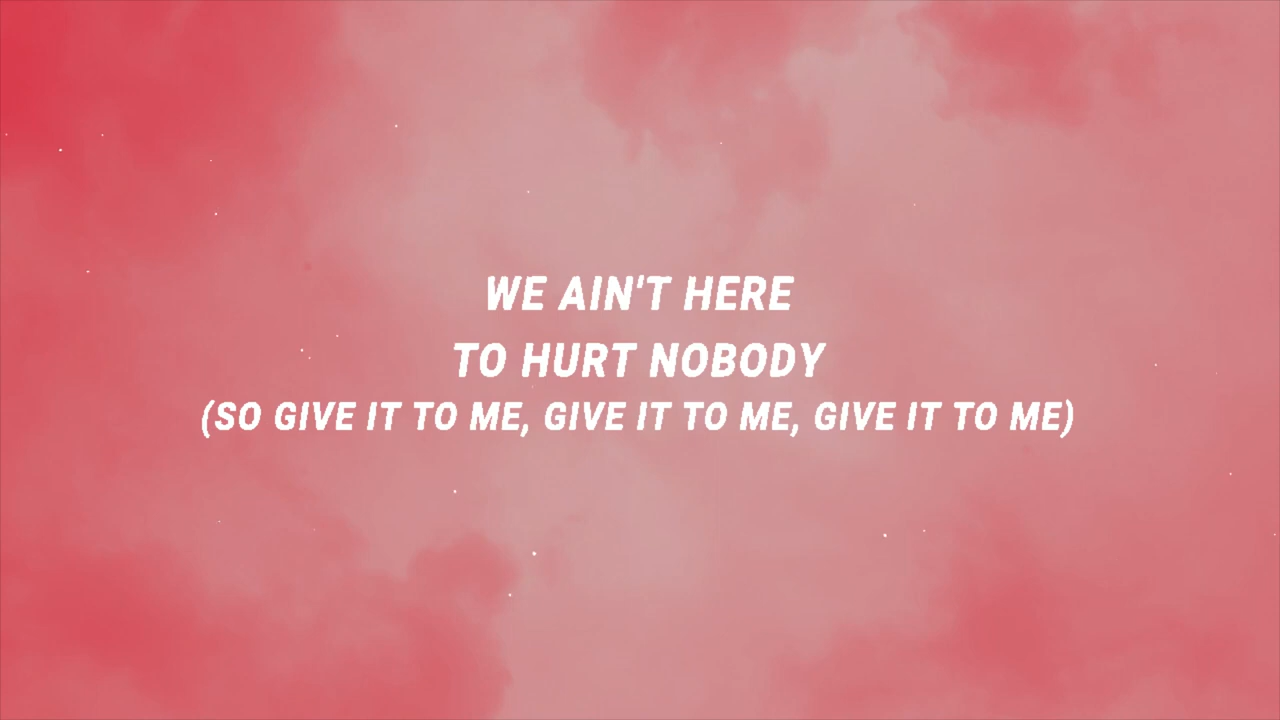 WE AIN'T HERE
TO HURT NOBODY
(SO GIVE IT TO ME, GIVE IT TO ME, GIVE IT TO ME)